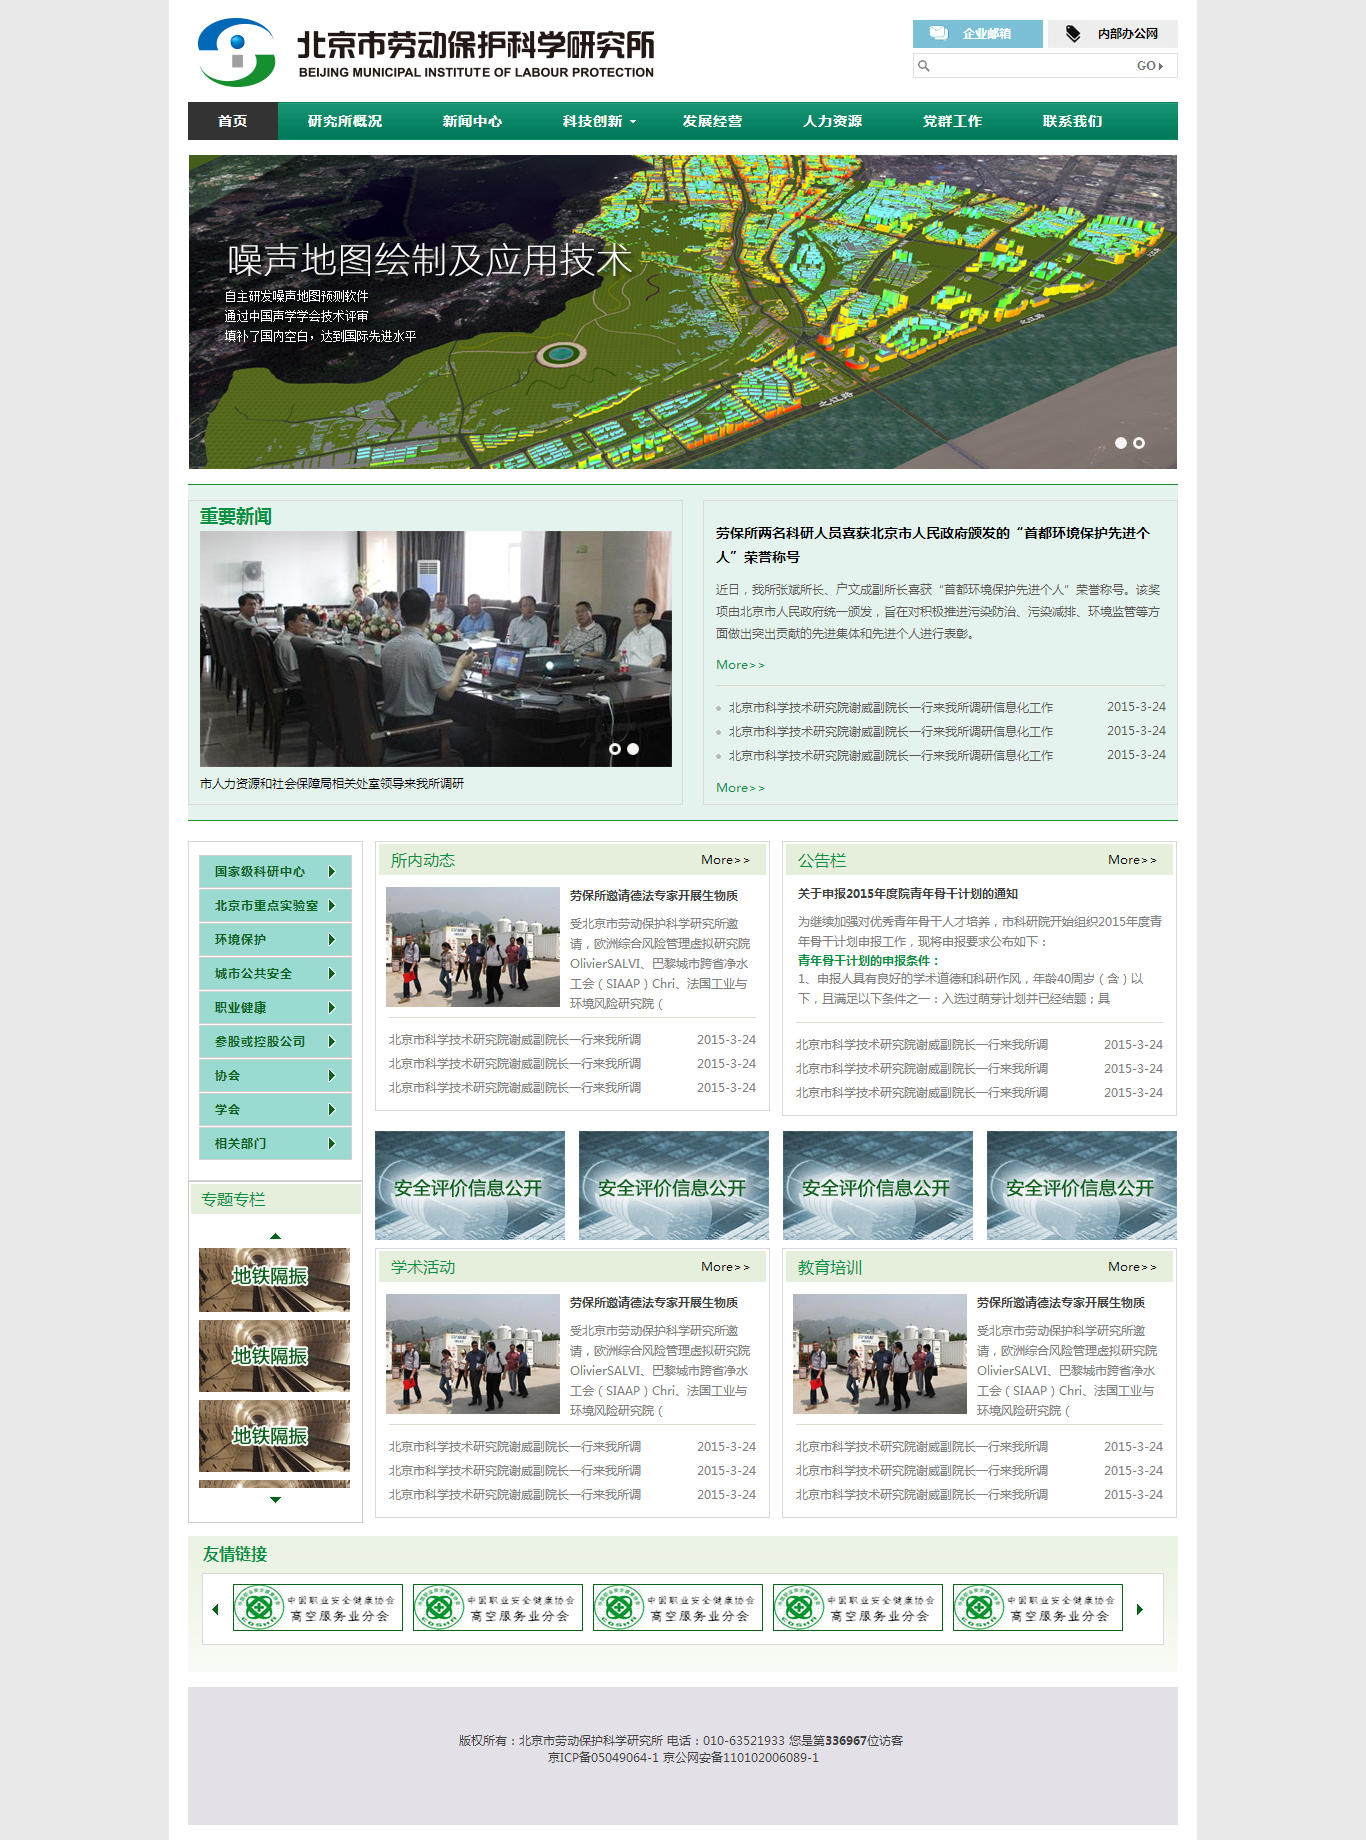 北京市劳动保护科学研究所
BEIJING MUNICIPAL INSTITUTE OF LABOUR PROTECTION
企业邮箱
内部办公网
GO
首页 研究所概况 新闻中心 科技创新 发展经营 人力资源 党群工作 联系我们
噪声地图绘制及应用技术
自主研发噪声地图预测软件
通过中国声学学会技术评审
填补了国内空白，达到国际先进水平
重要新闻
市人力资源和社会保障局相关处室领导来我所调研
劳保所两名科研人员喜获北京市人民政府颁发的“首都环境保护先进个
人”荣誉称号
近日，我所张斌所长、户文成副所长喜获“首都环境保护先进个人”荣誉称号。该奖
项由北京市人民政府统一颁发，旨在对积极推进污染防治、污染减排、环境监管等方
面做出突出贡献的先进集体和先进个人进行表彰。
More>>
北京市科学技术研究院谢威副院长一行来我所调研信息化工作 2015-3-24
北京市科学技术研究院谢威副院长一行来我所调研信息化工作 2015-3-24
北京市科学技术研究院谢威副院长一行来我所调研信息化工作 2015-3-24
More>>
国家级科研中心
北京市重点实验室
环境保护
城市公共安全
职业健康
参股或控股公司
协会
学会
相关部门
专题专栏
地铁隔振
地铁隔振
地铁隔振
所内动态 More>>
劳保所邀请德法专家开展生物质
受北京市劳动保护科学研究所邀
请，欧洲综合风险管理虚拟研究院
OlivierSALVI、巴黎城市跨省净水
工会（SIAAP）Chri、法国工业与
环境风险研究院（
北京市科学技术研究院谢威副院长一行来我所调 2015-3-24
北京市科学技术研究院谢威副院长一行来我所调 2015-3-24
北京市科学技术研究院谢威副院长一行来我所调 2015-3-24
公告栏 More>>
关于申报2015年度院青年骨干计划的通知
为继续加强对优秀青年骨干人才培养，市科研院开始组织2015年度青
年骨干计划申报工作，现将申报要求公布如下：
青年骨干计划的申报条件：
1、申报人具有良好的学术道德和科研作风，年龄40周岁（含）以
下，且满足以下条件之一：入选过萌芽计划并已经结题；具
北京市科学技术研究院谢威副院长一行来我所调 2015-3-24
北京市科学技术研究院谢威副院长一行来我所调 2015-3-24
北京市科学技术研究院谢威副院长一行来我所调 2015-3-24
安全评价信息公开 安全评价信息公开 安全评价信息公开 安全评价信息公开
学术活动 More>>
劳保所邀请德法专家开展生物质
受北京市劳动保护科学研究所邀
请，欧洲综合风险管理虚拟研究院
OlivierSALVI、巴黎城市跨省净水
工会（SIAAP）Chri、法国工业与
环境风险研究院（
北京市科学技术研究院谢威副院长一行来我所调 2015-3-24
北京市科学技术研究院谢威副院长一行来我所调 2015-3-24
北京市科学技术研究院谢威副院长一行来我所调 2015-3-24
教育培训 More>>
劳保所邀请德法专家开展生物质
受北京市劳动保护科学研究所邀
请，欧洲综合风险管理虚拟研究院
OlivierSALVI、巴黎城市跨省净水
工会（SIAAP）Chri、法国工业与
环境风险研究院（
北京市科学技术研究院谢威副院长一行来我所调 2015-3-24
北京市科学技术研究院谢威副院长一行来我所调 2015-3-24
北京市科学技术研究院谢威副院长一行来我所调 2015-3-24
友情链接
中国职业安全健康协会 中国职业安全健康协会 中国职业安全健康协会 中国职业安全健康协会 中国职业安全健康协会
高空服务业分会 高空服务业分会 高空服务业分会 高空服务业分会 高空服务业分会
版权所有：北京市劳动保护科学研究所 电话：010-63521933 您是第336967位访客
京ICP备05049064-1 京公网安备110102006089-1